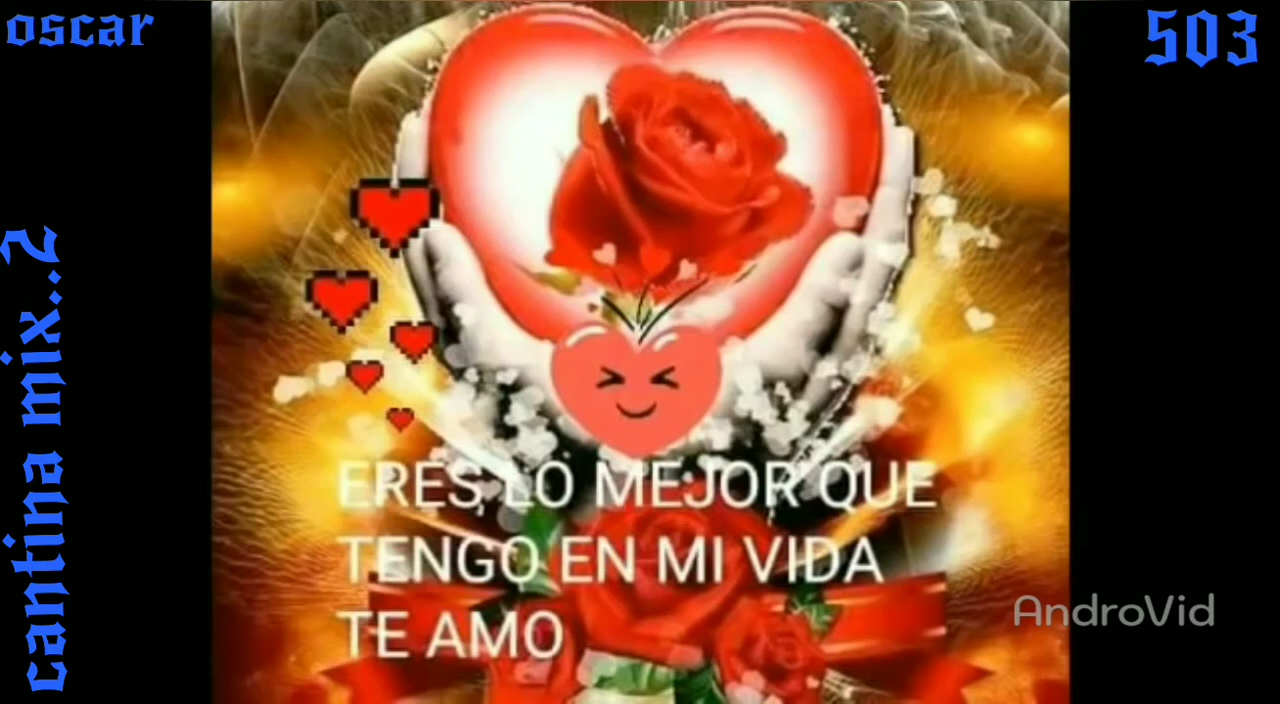 oscar
503
cantina mix..2
ERES LO MEJOR QUE
TENGO EN MI VIDA
TE AMO
AndroVid